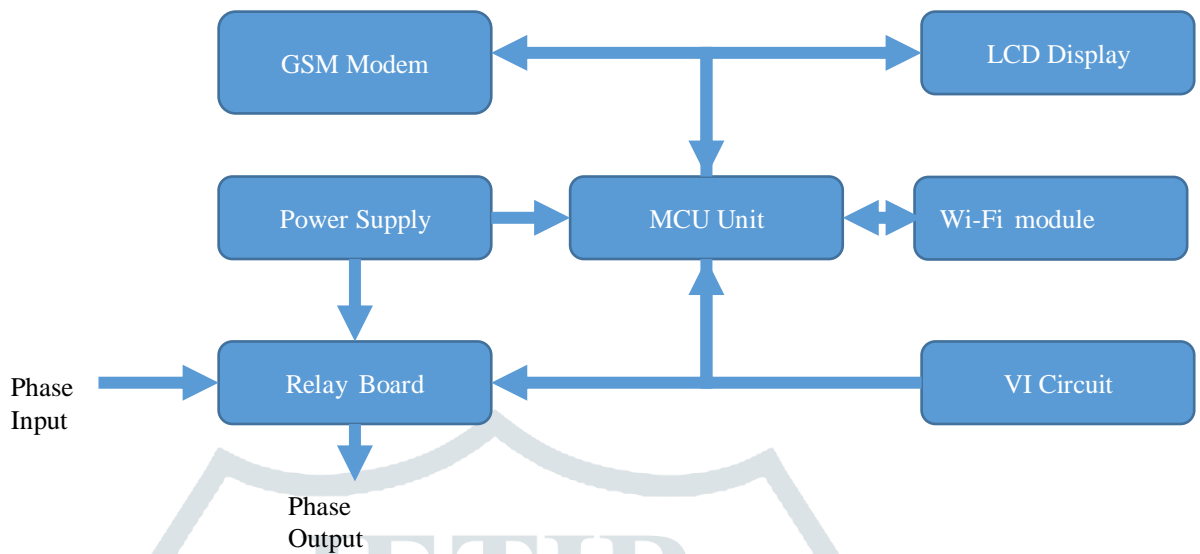 GSM Modem
LCD Display
Power Supply
MCU Unit
Wi-Fi module
Phase
Input
Relay Board
VI Circuit
Phase
Output
JETIR